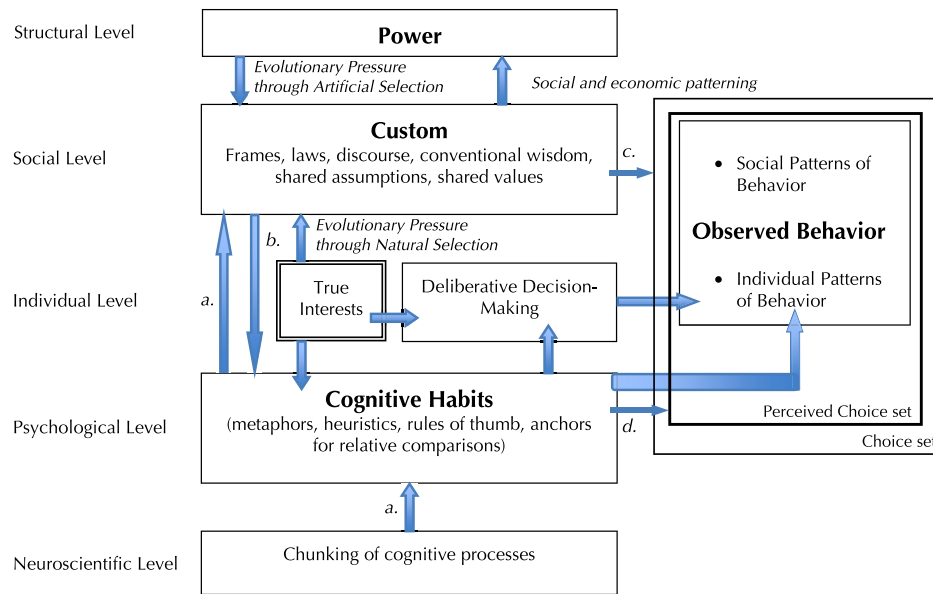 Structural Level
Power
Evolutionary Pressure
through Artificial Selection
Social and economic patterning
Social Level
Custom
Frames, laws, discourse, conventional wisdom,
shared assumptions, shared values
c.
• Social Patterns of
Behavior
Observed Behavior
• Individual Patterns
of Behavior
a.
b.
Evolutionary Pressure
through Natural Selection
Individual Level
True
Interests
Deliberative Decision-
Making
Perceived Choice set
Choice set
Psychological Level
Cognitive Habits
(metaphors, heuristics, rules of thumb, anchors
for relative comparisons)
d.
a.
Neuroscientific Level
Chunking of cognitive processes